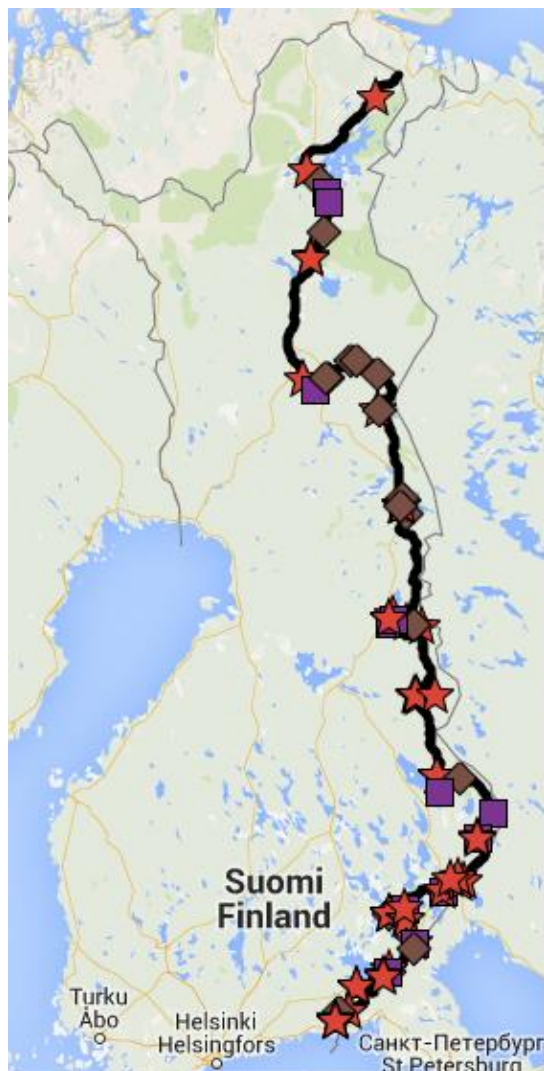 Suomi
Finland
Turku
Åbo
Helsinki
Helsingfors
Санкт-Петербург
St Petersburg